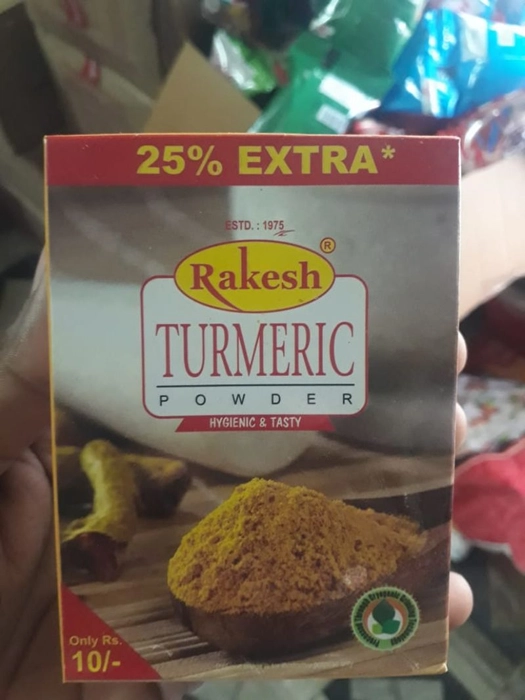 25% EXTRA*
ESTD. : 1975
Rakesh ®
TURMERIC
POWDER
HYGIENIC & TASTY
Only Rs.
10/-